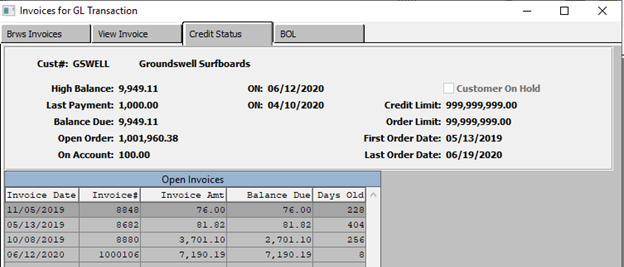 Invoices for GL Transaction
Brws Invoices View Invoice Credit Status BOL
Cust#: GSWELL Groundswell Surfboards
High Balance: 9,949.11 ON: 06/12/2020 Customer On Hold
Last Payment: 1,000.00 ON: 04/10/2020 Credit Limit: 999,999,999.00
Balance Due: 9,949.11 Order Limit: 99,999,999.00
Open Order: 1,001,960.38 First Order Date: 05/13/2019
On Account: 100.00 Last Order Date: 06/19/2020
Open Invoices
Invoice Date Invoice# Invoice Amt Balance Due Days Old
11/05/2019 8848 76.00 76.00 228
05/13/2019 8682 81.82 81.82 404
10/08/2019 8880 3,701.10 2,701.10 256
06/12/2020 1000106 7,190.19 7,190.19 8